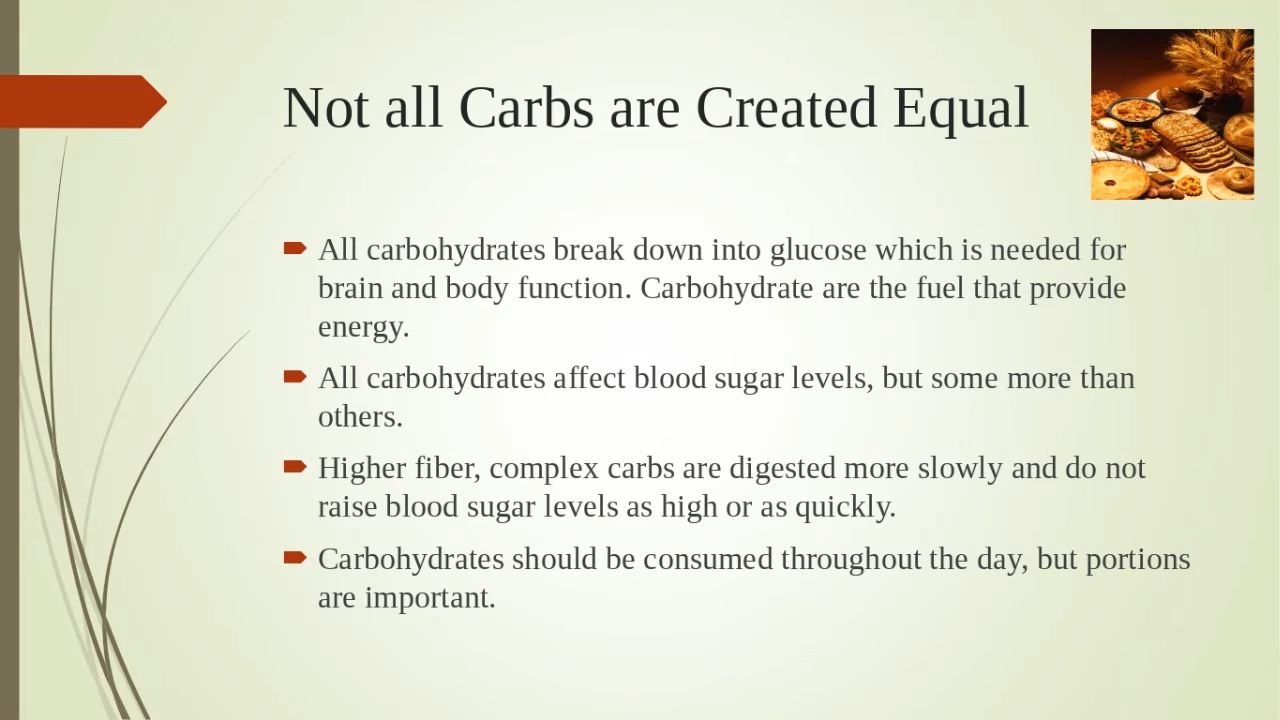 Not all Carbs are Created Equal
All carbohydrates break down into glucose which is needed for
brain and body function. Carbohydrate are the fuel that provide
energy.
All carbohydrates affect blood sugar levels, but some more than
others.
Higher fiber, complex carbs are digested more slowly and do not
raise blood sugar levels as high or as quickly.
Carbohydrates should be consumed throughout the day, but portions
are important.